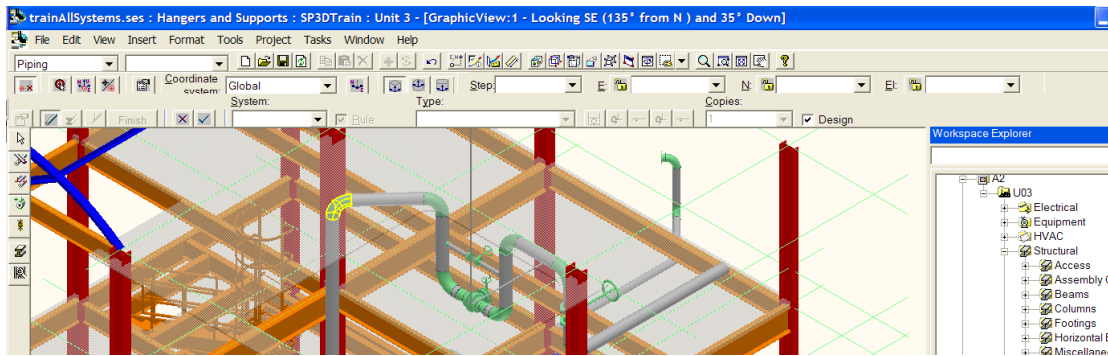 trainAllSystems.ses : Hangers and Supports : SP3DTrain : Unit 3 - [GraphicView:1 - Looking SE (135° from N ) and 35° Down]
File Edit View Insert Format Tools Project Tasks Window Help
Piping
Coordinate system: Global Step: E: N: El:
System: Type: Copies:
Finish Rule 1 Design
Workspace Explorer
A2
U03
Electrical
Equipment
HVAC
Structural
Access
Assembly
Beams
Columns
Footings
Horizontal